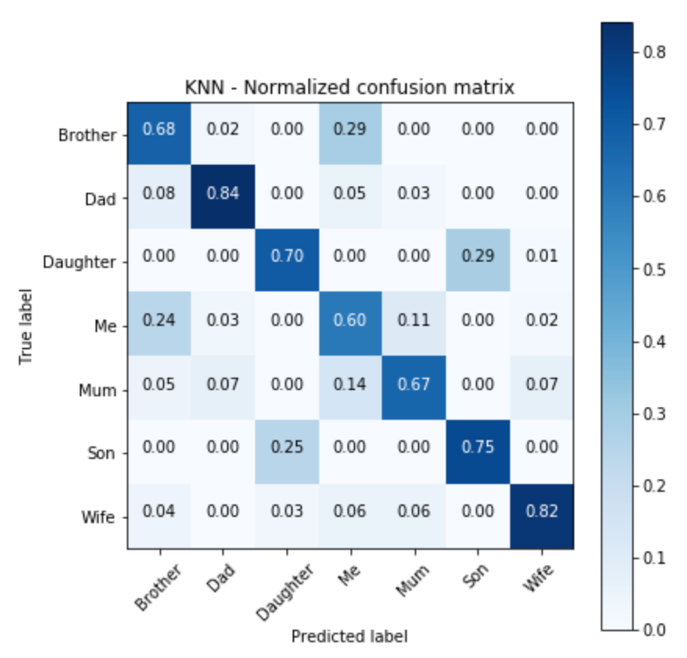 KNN - Normalized confusion matrix
True label
Brother 0.68 0.02 0.00 0.29 0.00 0.00 0.00
Dad 0.08 0.84 0.00 0.05 0.03 0.00 0.00
Daughter 0.00 0.00 0.70 0.00 0.00 0.29 0.01
Me 0.24 0.03 0.00 0.60 0.11 0.00 0.02
Mum 0.05 0.07 0.00 0.14 0.67 0.00 0.07
Son 0.00 0.00 0.25 0.00 0.00 0.75 0.00
Wife 0.04 0.00 0.03 0.06 0.06 0.00 0.82
Brother Dad Daughter Me Mum Son Wife
Predicted label
0.8
0.7
0.6
0.5
0.4
0.3
0.2
0.1
0.0